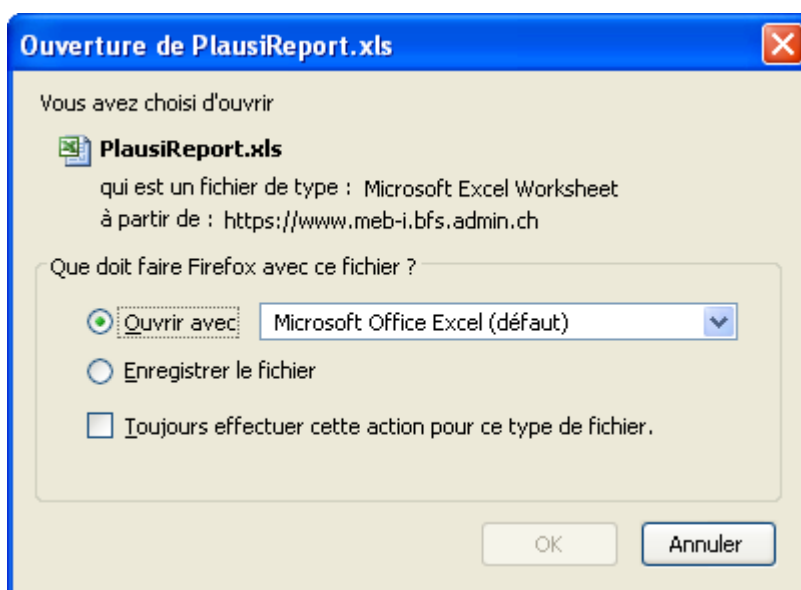 Ouverture de PlausiReport.xls
Vous avez choisi d'ouvrir
PlausiReport.xls
qui est un fichier de type : Microsoft Excel Worksheet
à partir de : https://www.meb-i.bfs.admin.ch
Que doit faire Firefox avec ce fichier ?
Ouvrir avec Microsoft Office Excel (défaut)
Enregistrer le fichier
Toujours effectuer cette action pour ce type de fichier.
OK Annuler